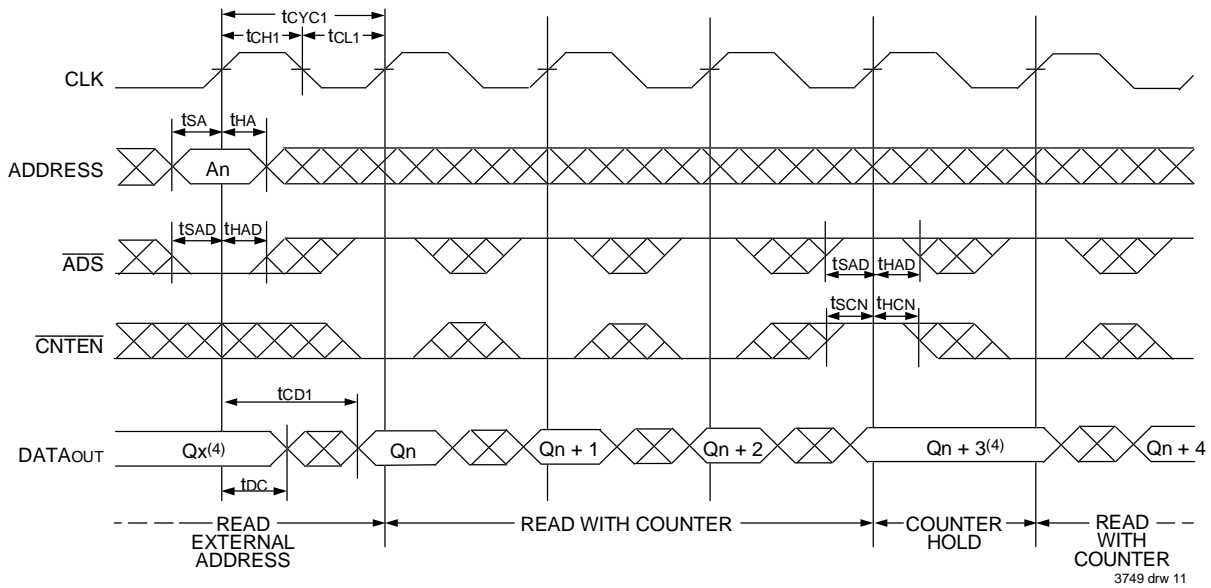 tCYC1
tCH1 tCL1
CLK
tSA tHA
ADDRESS An
tSAD tHAD
ADS
tSAD tHAD
tSCN tHCN
CNTEN
tCD1
DATAOUT Qx(4) Qn Qn + 1 Qn + 2 Qn + 3(4) Qn + 4
tDC
READ EXTERNAL ADDRESS
READ WITH COUNTER
COUNTER HOLD
READ WITH COUNTER
3749 drw 11